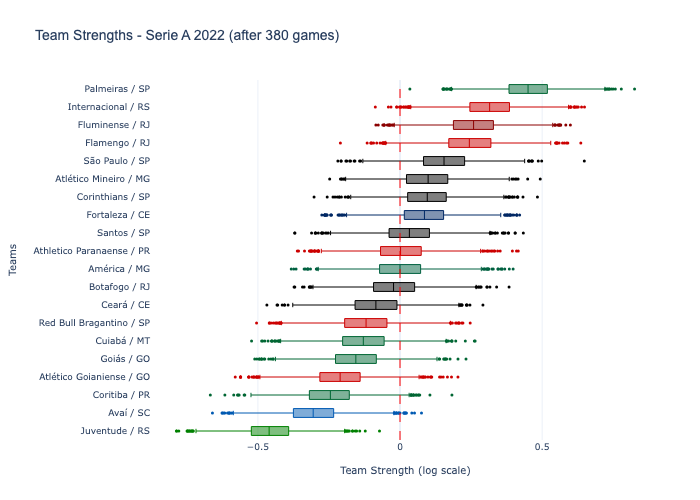 Team Strengths - Serie A 2022 (after 380 games)
Palmeiras / SP
Internacional / RS
Fluminense / RJ
Flamengo / RJ
São Paulo / SP
Atlético Mineiro / MG
Corinthians / SP
Fortaleza / CE
Santos / SP
Athletico Paranaense / PR
América / MG
Botafogo / RJ
Ceará / CE
Red Bull Bragantino / SP
Cuiabá / MT
Goiás / GO
Atlético Goianiense / GO
Coritiba / PR
Avaí / SC
Juventude / RS
Teams
−0.5 0 0.5
Team Strength (log scale)